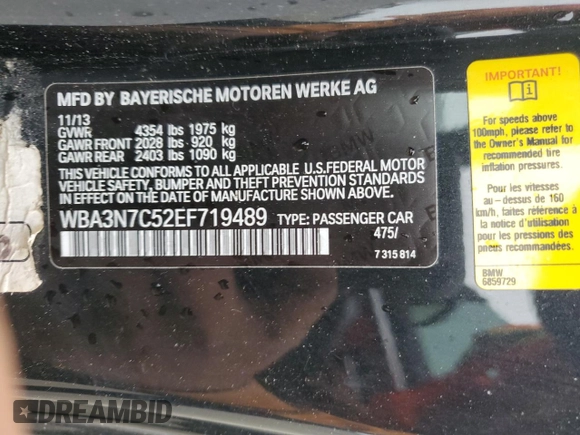 MFD BY BAYERISCHE MOTOREN WERKE AG
11/13
GVWR 4354 lbs 1975 kg
GAWR FRONT 2028 lbs 920 kg
GAWR REAR 2403 lbs 1090 kg
THIS VEHICLE CONFORMS TO ALL APPLICABLE U.S.FEDERAL MOTOR
VEHICLE SAFETY, BUMPER AND THEFT PREVENTION STANDARDS
IN EFFECT ON THE DATE OF MANUFACTURE SHOWN ABOVE.
WBA3N7C52EF719489 TYPE: PASSENGER CAR
475/
7 315 814
IMPORTANT!
For speeds above
100mph, please refer to
the Owner's Manual for
recommended tire
inflation pressures.
Pour les vitesses
au-dessus de 160
km/h, faites référence à
la notice d'utilisation
pour les pressions des
pneus recommandées.
BMW
6859729
DREAMBID